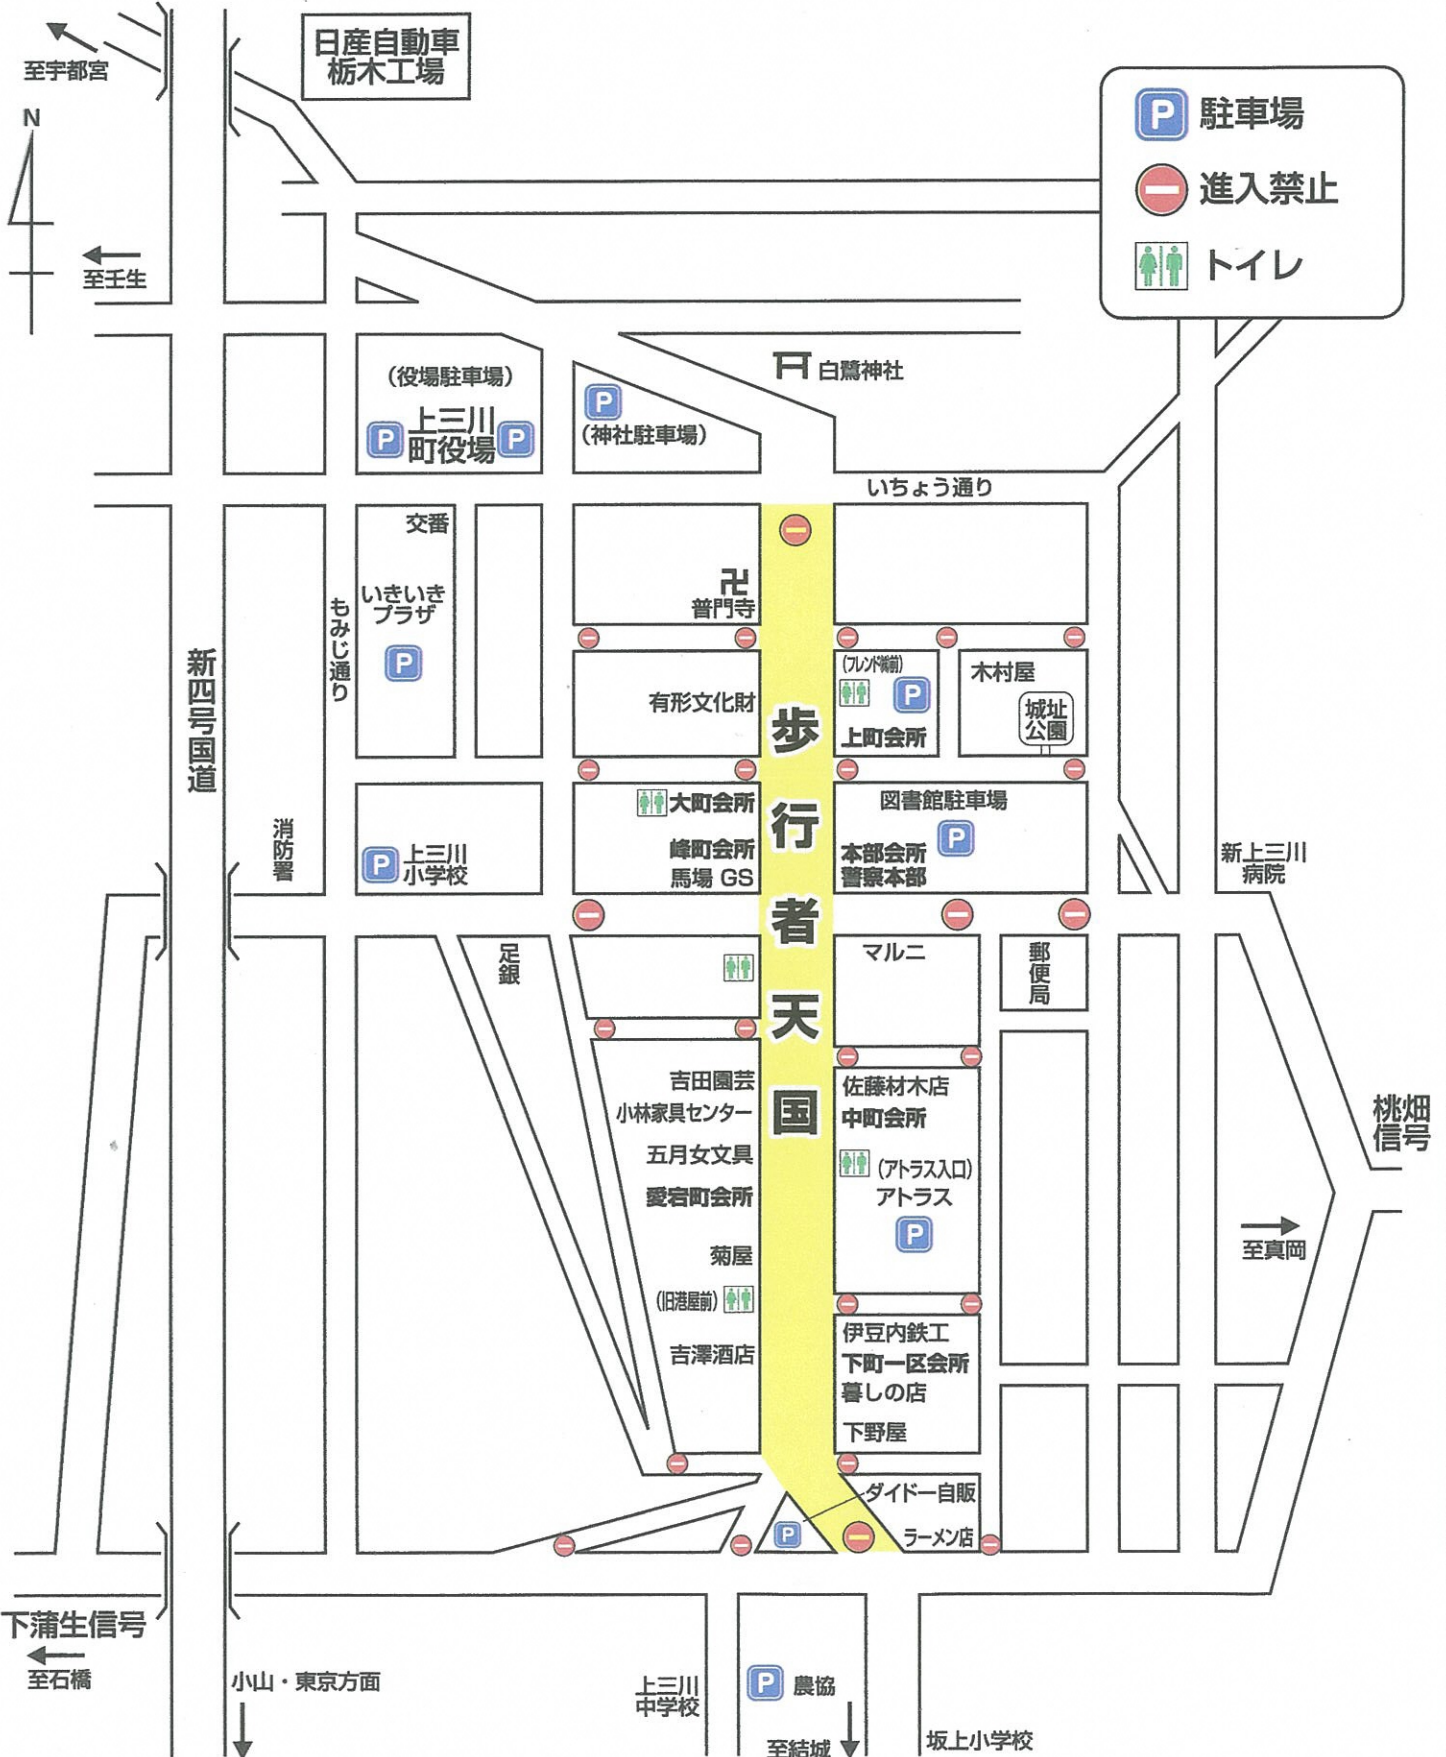 日産自動車
栃木工場
至宇都宮
N
至壬生
P 駐車場
進入禁止
トイレ
白鷺神社
(役場駐車場)
P 上三川 P
町役場
P
(神社駐車場)
いちょう通り
交番
いきいき
プラザ
P
もみじ通り
新四号国道
卍
普門寺
有形文化財
(フレンド㈱前)
P
上町会所
木村屋
城址
公園
歩行者天国
大町会所
峰町会所
馬場 GS
図書館駐車場
P
本部会所
警察本部
消防署
P 上三川
小学校
新上三川
病院
足銀
マルニ
郵便局
吉田園芸
小林家具センター
五月女文具
愛宕町会所
菊屋
(旧港屋前)
吉澤酒店
佐藤材木店
中町会所
(アトラス入口)
アトラス
P
桃畑
信号
至真岡
伊豆内鉄工
下町一区会所
暮しの店
下野屋
ダイドー自販
P
ラーメン店
下蒲生信号
至石橋
小山・東京方面
上三川
中学校
P 農協
至結城
坂上小学校